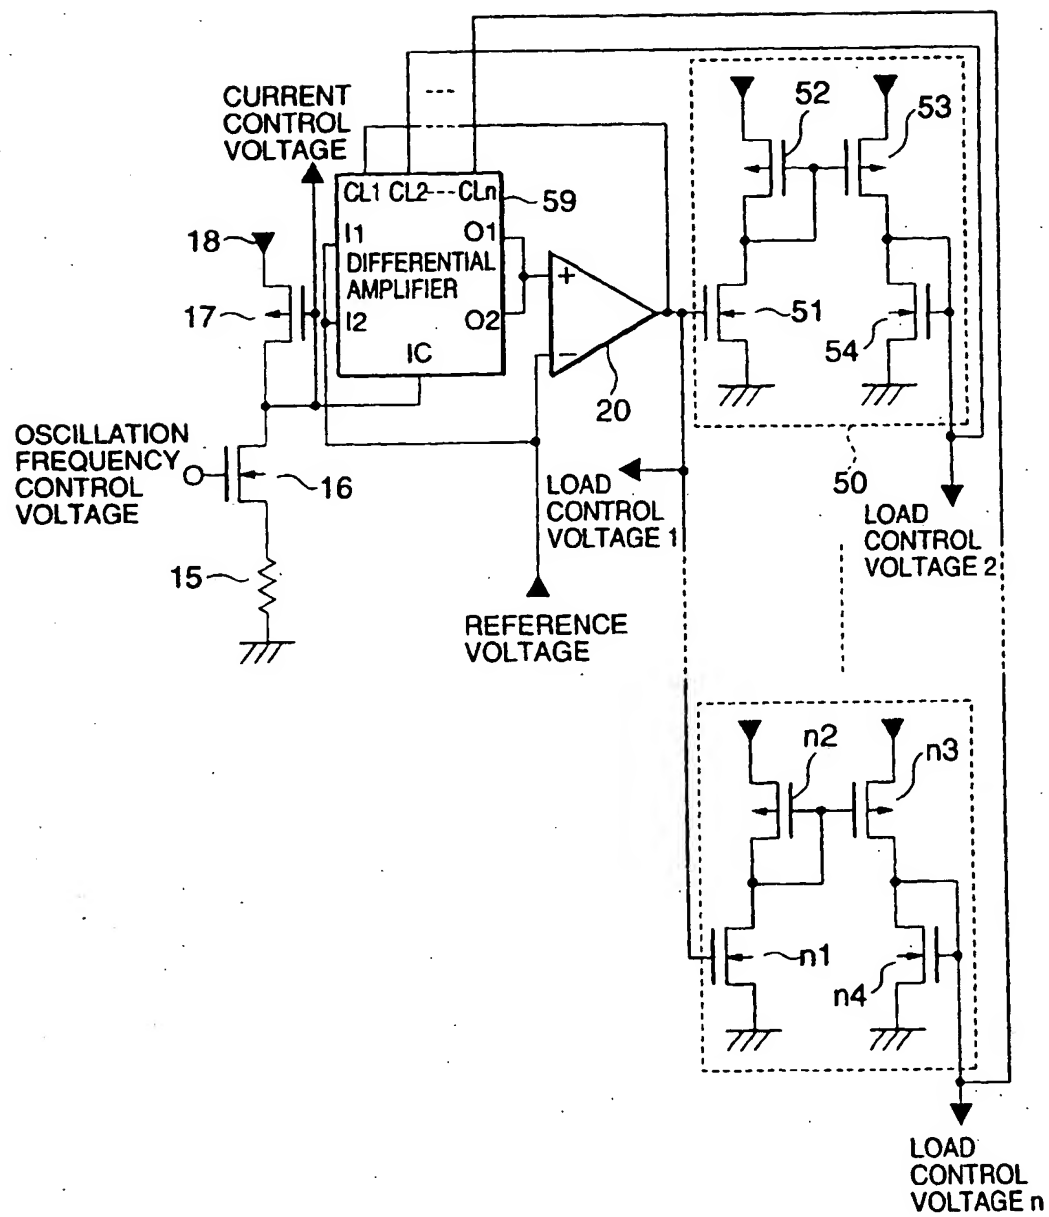 CURRENT
CONTROL
VOLTAGE
CL1 CL2 CLn
59
I1
O1
DIFFERENTIAL
AMPLIFIER
I2
O2
IC
18
17
+
−
20
52
53
51
54
50
OSCILLATION
FREQUENCY
CONTROL
VOLTAGE
16
15
LOAD
CONTROL
VOLTAGE 1
LOAD
CONTROL
VOLTAGE 2
REFERENCE
VOLTAGE
n2
n3
n1
n4
LOAD
CONTROL
VOLTAGE n